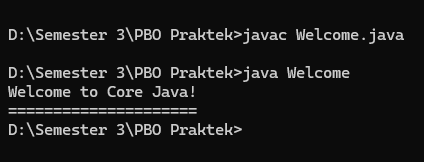 D:\Semester 3\PBO Praktek>javac Welcome.java
D:\Semester 3\PBO Praktek>java Welcome
Welcome to Core Java!
=====================
D:\Semester 3\PBO Praktek>